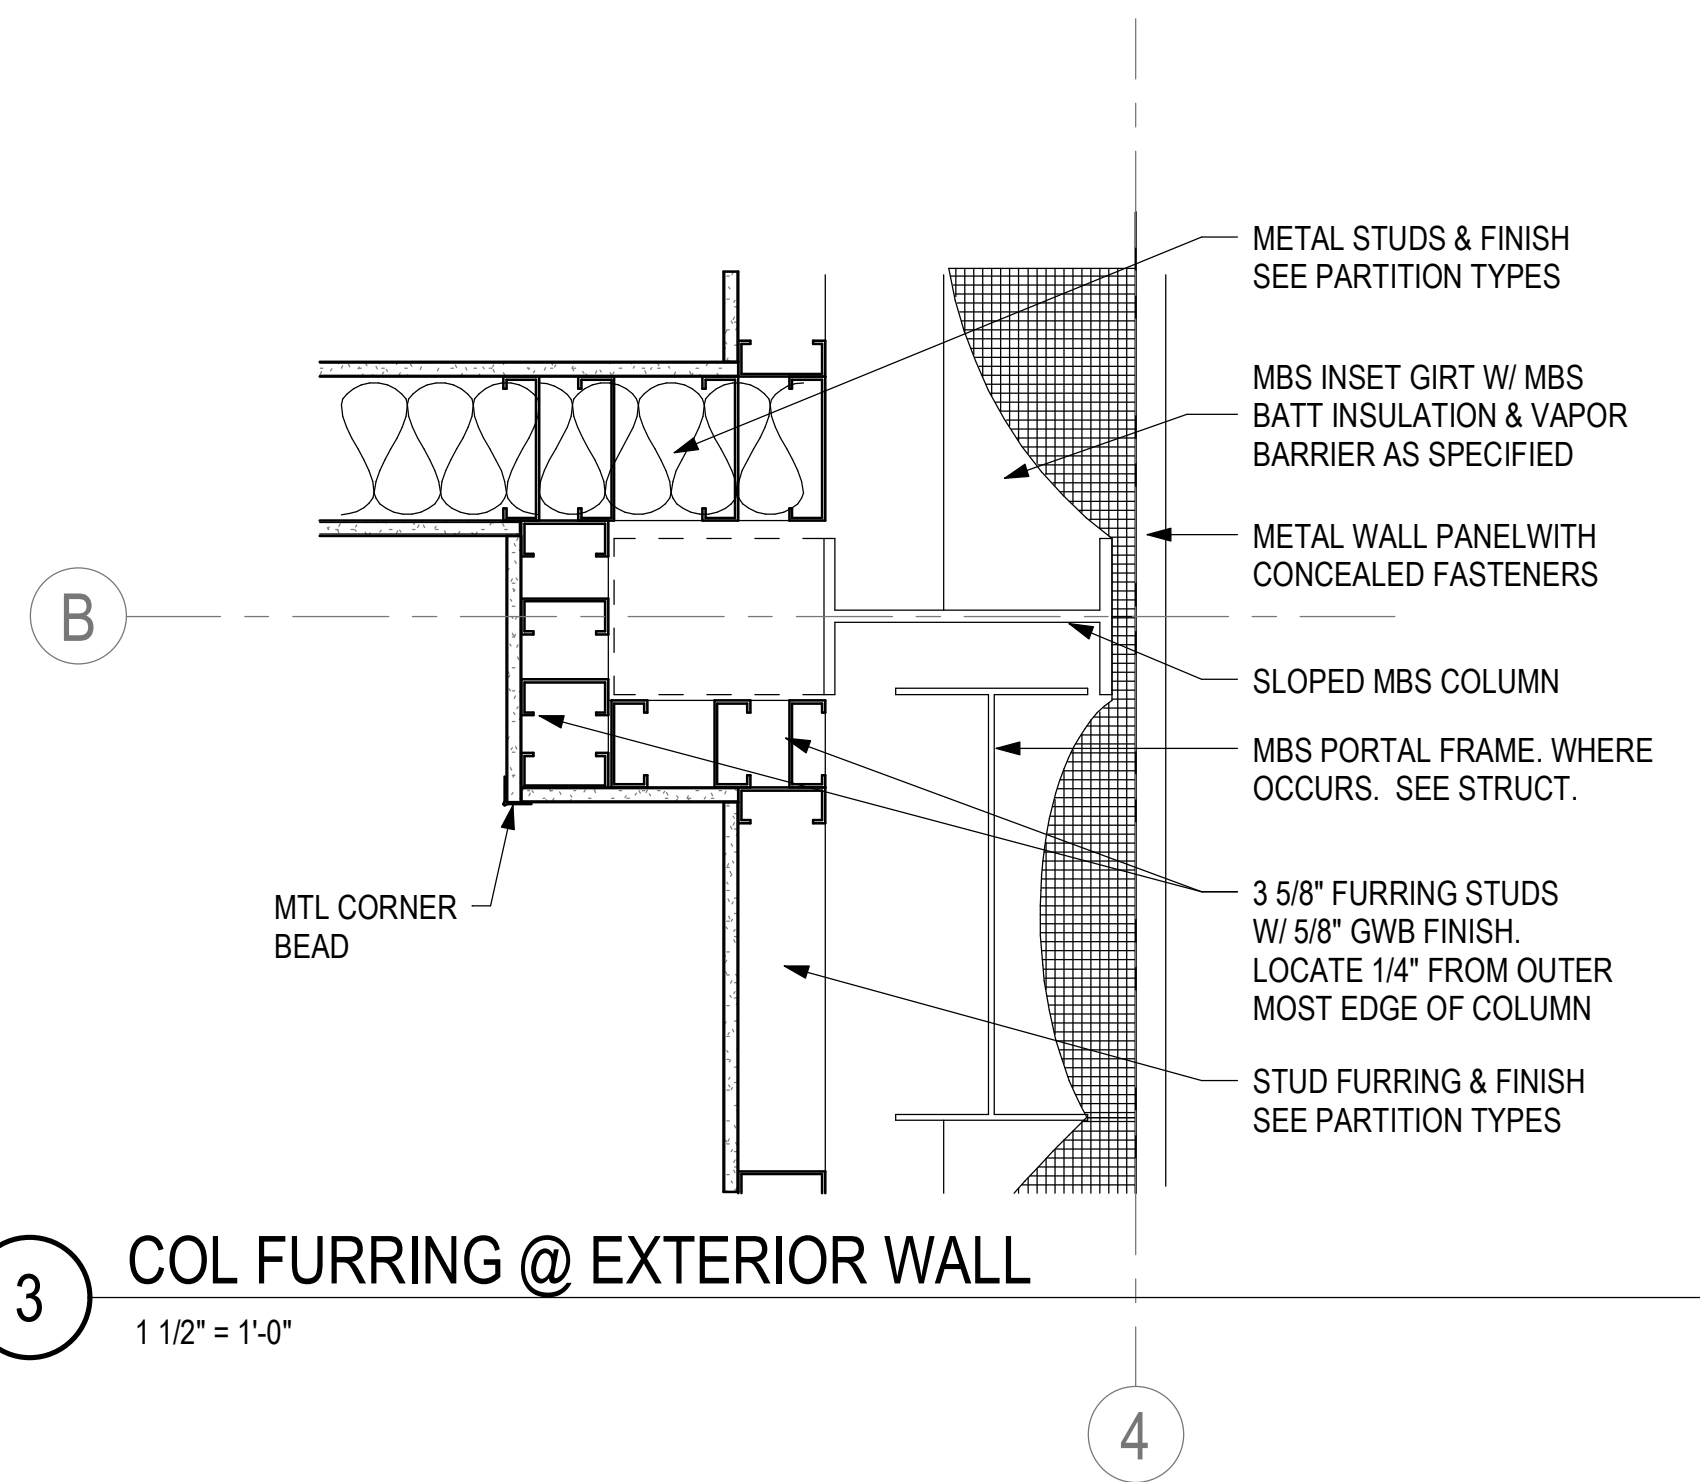 METAL STUDS & FINISH
SEE PARTITION TYPES
MBS INSET GIRT W/ MBS
BATT INSULATION & VAPOR
BARRIER AS SPECIFIED
METAL WALL PANELWITH
CONCEALED FASTENERS
B
SLOPED MBS COLUMN
MBS PORTAL FRAME. WHERE
OCCURS.  SEE STRUCT.
3 5/8" FURRING STUDS
W/ 5/8" GWB FINISH.
LOCATE 1/4" FROM OUTER
MOST EDGE OF COLUMN
MTL CORNER
BEAD
STUD FURRING & FINISH
SEE PARTITION TYPES
3
COL FURRING @ EXTERIOR WALL
1 1/2" = 1'-0"
4